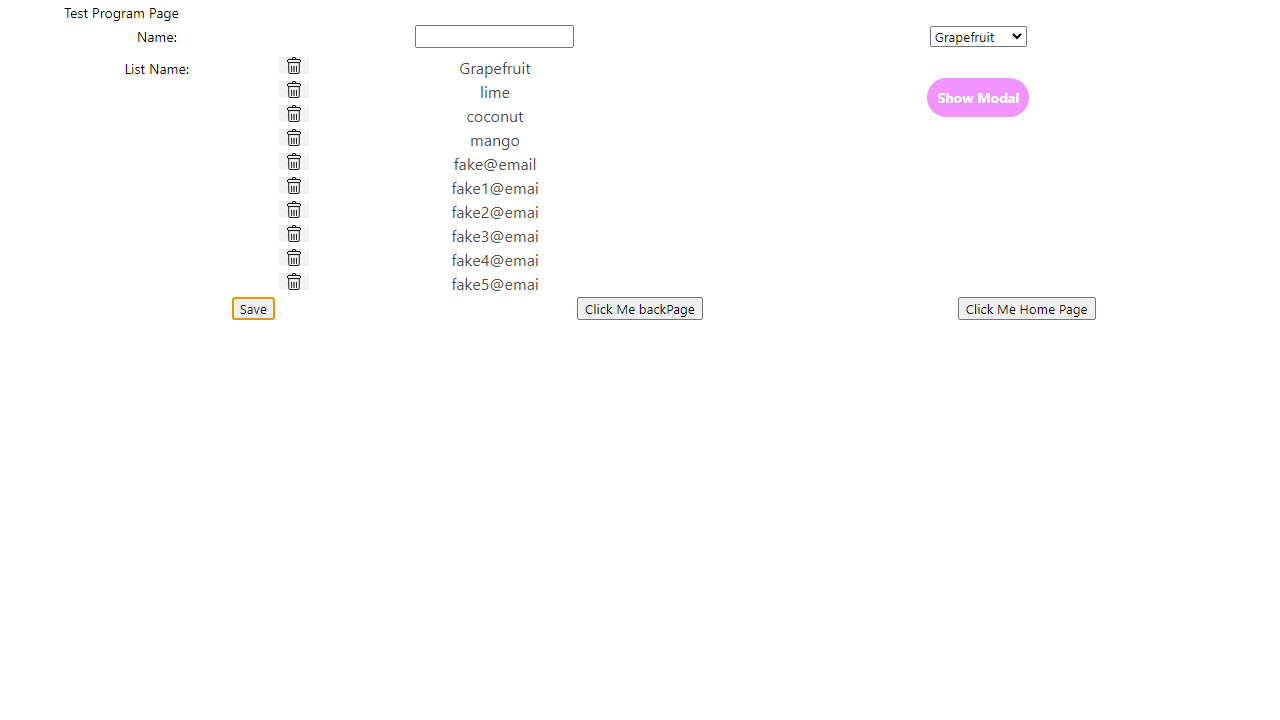 Test Program Page
Name: Grapefruit
List Name: Grapefruit
lime
Show Modal
coconut
mango
fake@email
fake1@emai
fake2@emai
fake3@emai
fake4@emai
fake5@emai
Save Click Me backPage Click Me Home Page